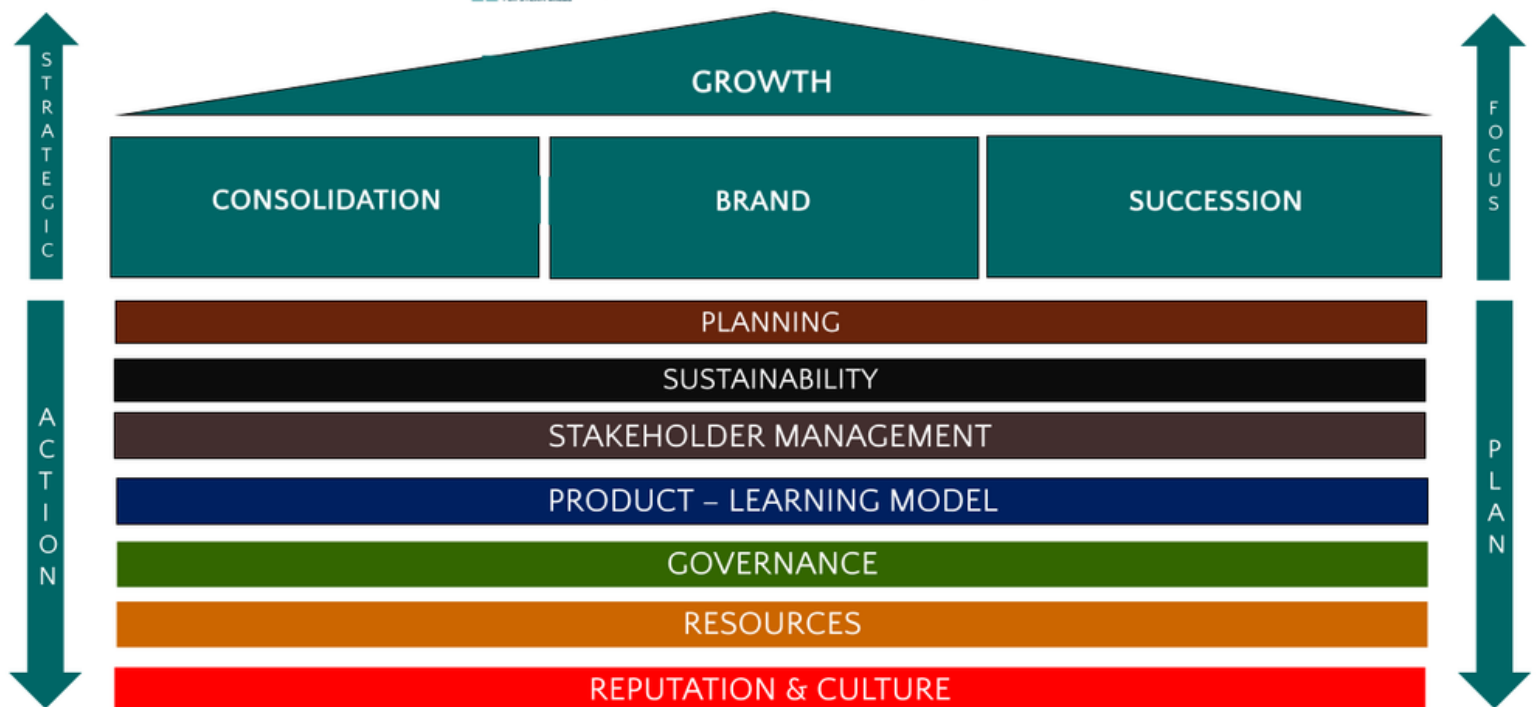 STRATEGIC
FOCUS
GROWTH
CONSOLIDATION
BRAND
SUCCESSION
ACTION
PLAN
PLANNING
SUSTAINABILITY
STAKEHOLDER MANAGEMENT
PRODUCT – LEARNING MODEL
GOVERNANCE
RESOURCES
REPUTATION & CULTURE